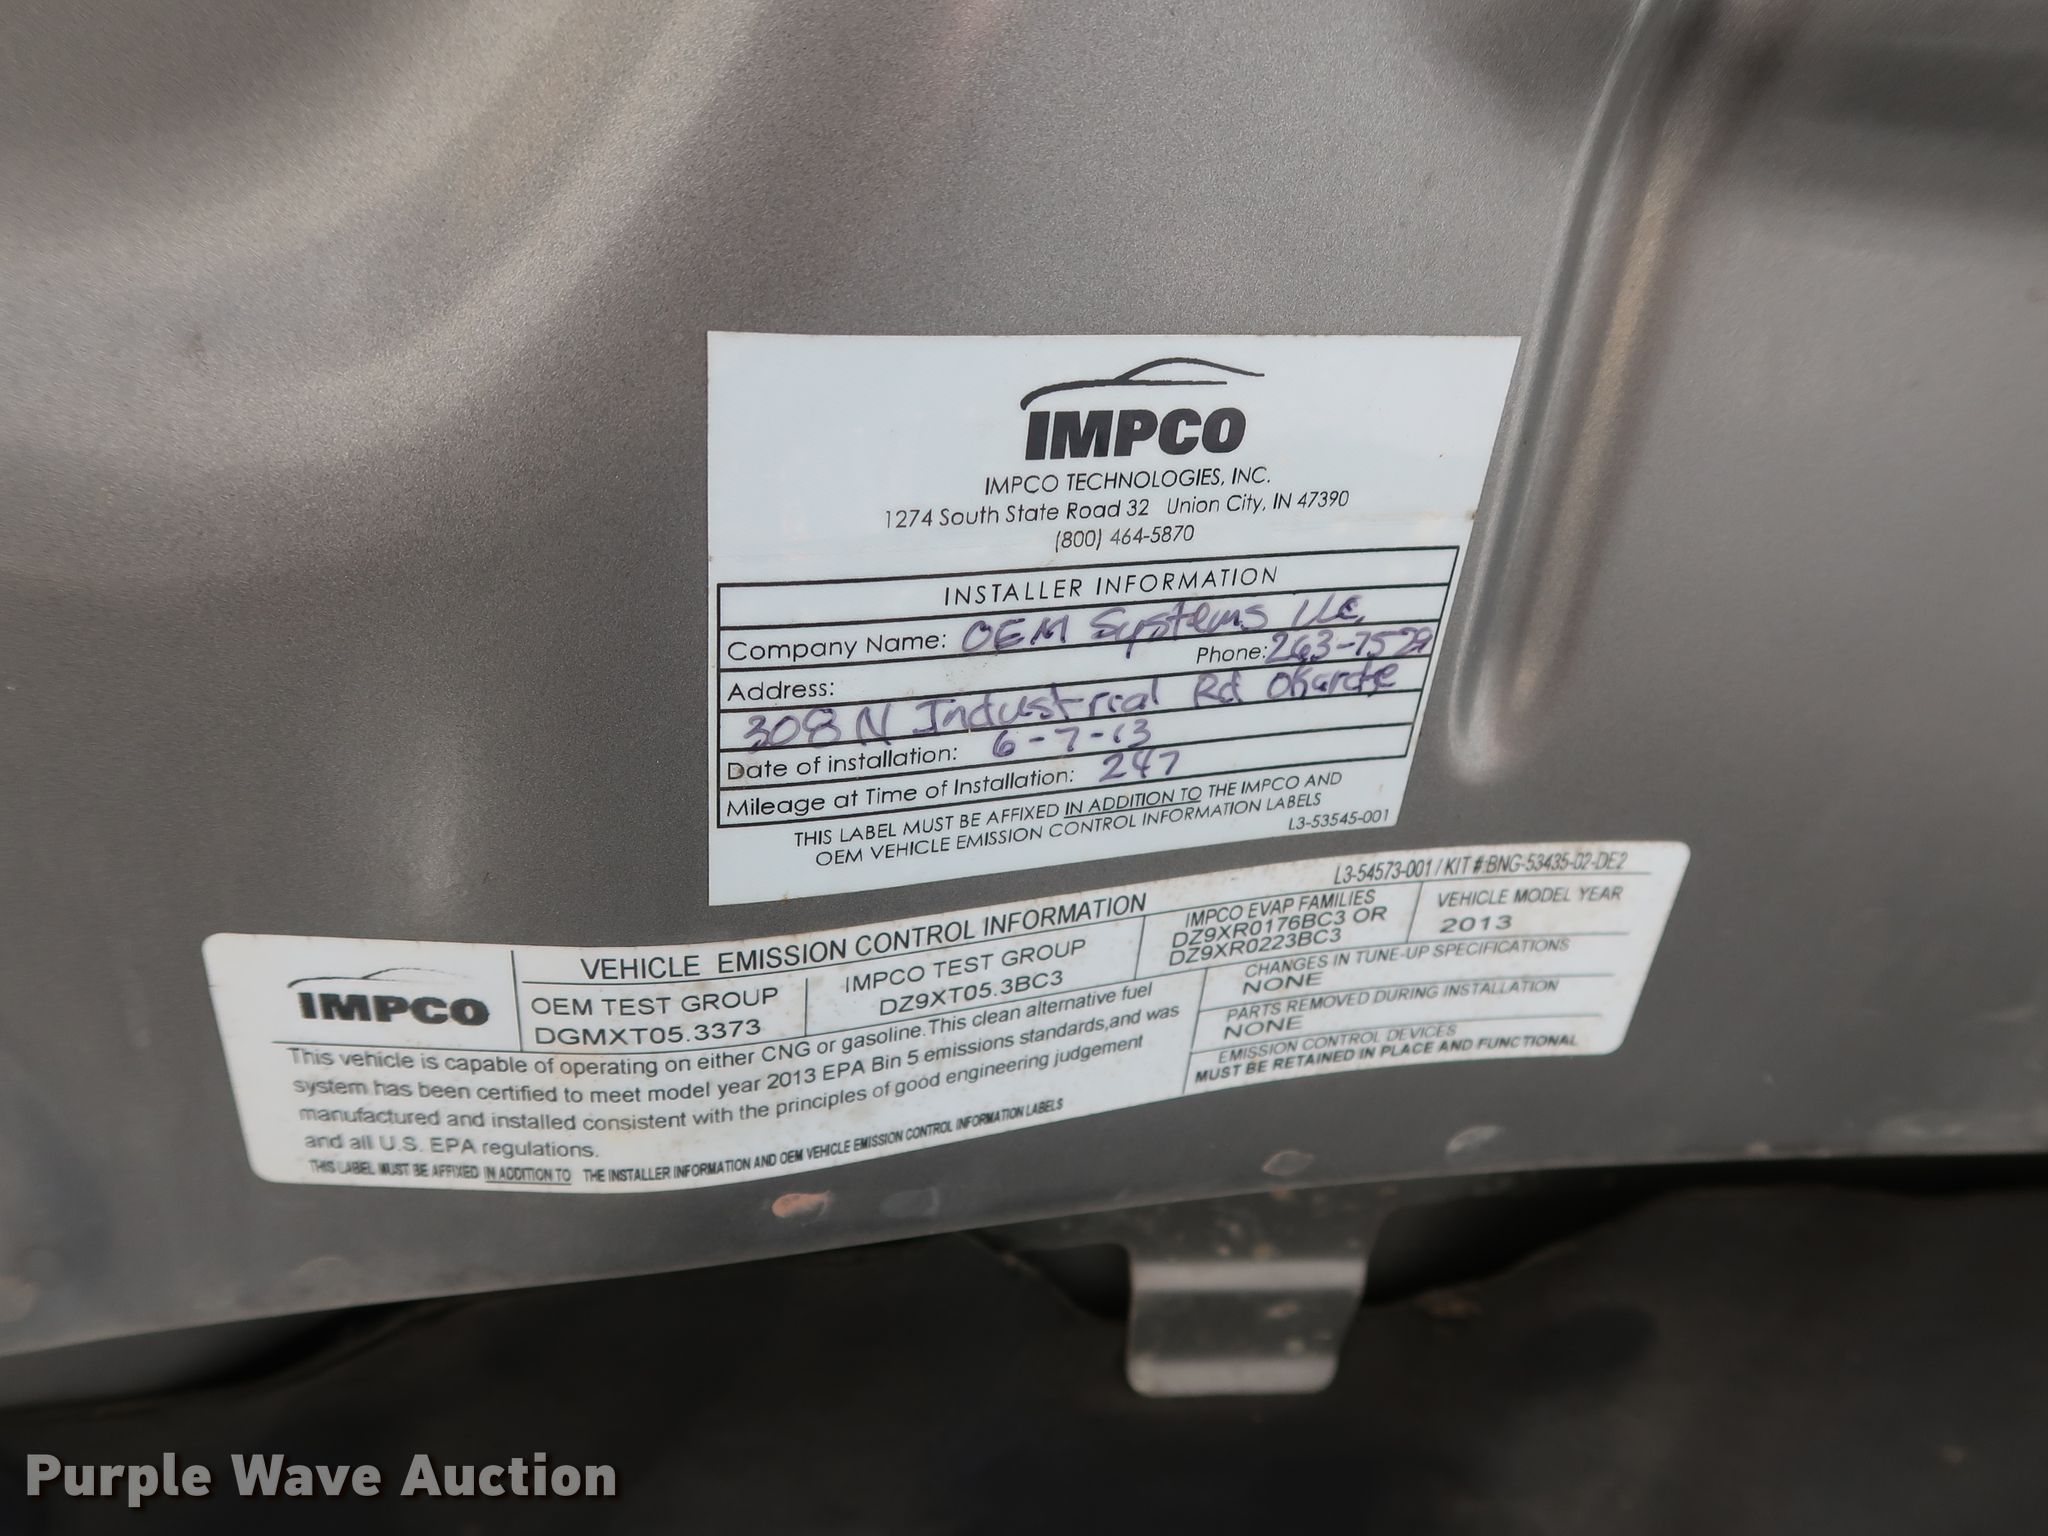 IMPCO
IMPCO TECHNOLOGIES, INC.
1274 South State Road 32 Union City, IN 47390
(800) 464-5870
INSTALLER INFORMATION
Company Name: OEM Systems LLC,
Phone: 263-7529
Address:
308 N Industrial Rd Okarche
Date of installation: 6-7-13
Mileage at Time of Installation: 247
THIS LABEL MUST BE AFFIXED IN ADDITION TO THE IMPCO AND
OEM VEHICLE EMISSION CONTROL INFORMATION LABELS
L3-53545-001
L3-54573-001 / KIT #:BNG-53435-02-DE2
IMPCO
VEHICLE EMISSION CONTROL INFORMATION
OEM TEST GROUP
DGMXT05.3373
IMPCO TEST GROUP
DZ9XT05.3BC3
IMPCO EVAP FAMILIES
DZ9XR0176BC3 OR
DZ9XR0223BC3
VEHICLE MODEL YEAR
2013
This vehicle is capable of operating on either CNG or gasoline. This clean alternative fuel
system has been certified to meet model year 2013 EPA Bin 5 emissions standards,and was
manufactured and installed consistent with the principles of good engineering judgement
and all U.S. EPA regulations.
CHANGES IN TUNE-UP SPECIFICATIONS
NONE
PARTS REMOVED DURING INSTALLATION
NONE
EMISSION CONTROL DEVICES
MUST BE RETAINED IN PLACE AND FUNCTIONAL
THIS LABEL MUST BE AFFIXED IN ADDITION TO THE INSTALLER INFORMATION AND OEM VEHICLE EMISSION CONTROL INFORMATION LABELS
Purple Wave Auction